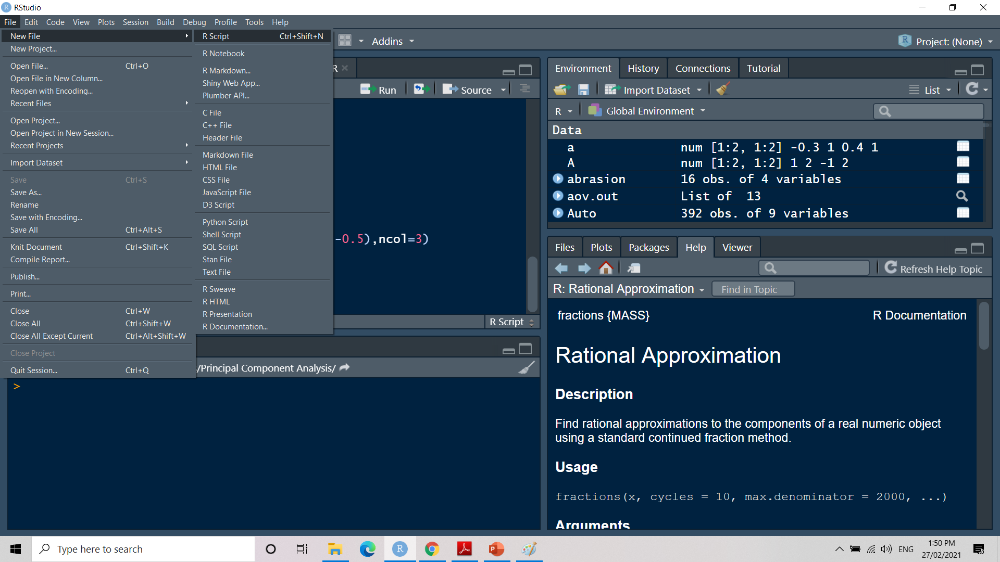 RStudio
File Edit Code View Plots Session Build Debug Profile Tools Help
New File
New Project...
Open File... Ctrl+O
Open File in New Column...
Reopen with Encoding...
Recent Files
Open Project...
Open Project in New Session...
Recent Projects
Import Dataset
Save Ctrl+S
Save As...
Rename
Save with Encoding...
Save All Ctrl+Alt+S
Knit Document Ctrl+Shift+K
Compile Report...
Publish...
Print...
Close Ctrl+W
Close All Ctrl+Shift+W
Close All Except Current Ctrl+Alt+Shift+W
Close Project
Quit Session... Ctrl+Q
R Script Ctrl+Shift+N
R Notebook
R Markdown...
Shiny Web App...
Plumber API...
C File
C++ File
Header File
Markdown File
HTML File
CSS File
JavaScript File
D3 Script
Python Script
Shell Script
SQL Script
Stan File
Text File
R Sweave
R HTML
R Presentation
R Documentation...
Addins
Project: (None)
R
Run Source
-0.5),ncol=3)
R Script
/Principal Component Analysis/
>
Environment History Connections Tutorial
Import Dataset List
R Global Environment
Data
a num [1:2, 1:2] -0.3 1 0.4 1
A num [1:2, 1:2] 1 2 -1 2
abrasion 16 obs. of 4 variables
aov.out List of 13
Auto 392 obs. of 9 variables
Files Plots Packages Help Viewer
Refresh Help Topic
R: Rational Approximation Find in Topic
fractions {MASS} R Documentation
Rational Approximation
Description
Find rational approximations to the components of a real numeric object
using a standard continued fraction method.
Usage
fractions(x, cycles = 10, max.denominator = 2000, ...)
Arguments
Type here to search
ENG
1:50 PM
27/02/2021